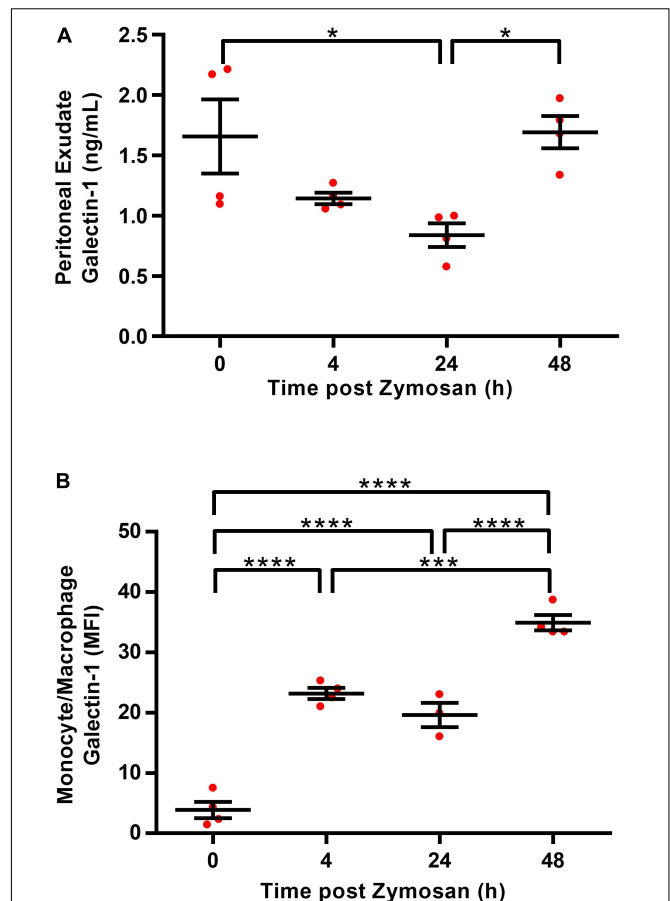 A
* *
2.5
2.0
1.5
1.0
0.5
0.0
Peritoneal Exudate
Galectin-1 (ng/mL)
0 4 24 48
Time post Zymosan (h)
B
****
**** ****
**** ***
50
40
30
20
10
0
Monocyte/Macrophage
Galectin-1 (MFI)
0 4 24 48
Time post Zymosan (h)